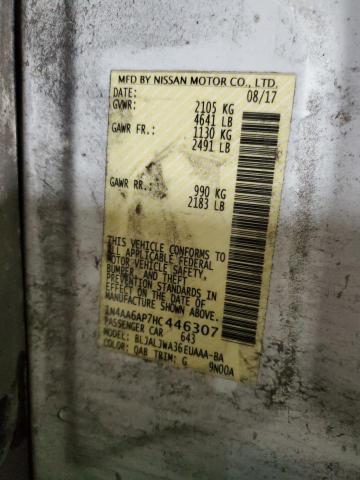 MFD BY NISSAN MOTOR CO., LTD.
DATE: 08/17
GVWR: 2105 KG
4641 LB
GAWR FR.: 1130 KG
2491 LB
GAWR RR.: 990 KG
2183 LB
THIS VEHICLE CONFORMS TO
ALL APPLICABLE FEDERAL
MOTOR VEHICLE SAFETY,
BUMPER, AND THEFT
PREVENTION STANDARDS IN
EFFECT ON THE DATE OF
MANUFACTURE SHOWN ABOVE.
1N4AA6AP7HC446307
PASSENGER CAR 643
BLJALJWA36EUAAA-BA
COLOR: QAB TRIM: G 9N00A